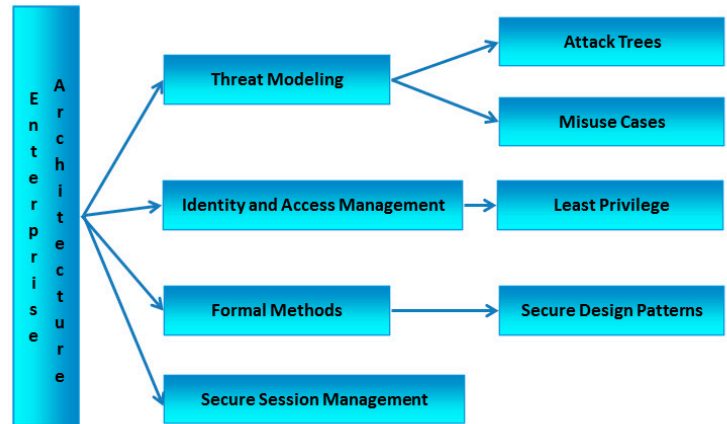 Enterprise
Architecture
Threat Modeling
Attack Trees
Misuse Cases
Identity and Access Management
Least Privilege
Formal Methods
Secure Design Patterns
Secure Session Management